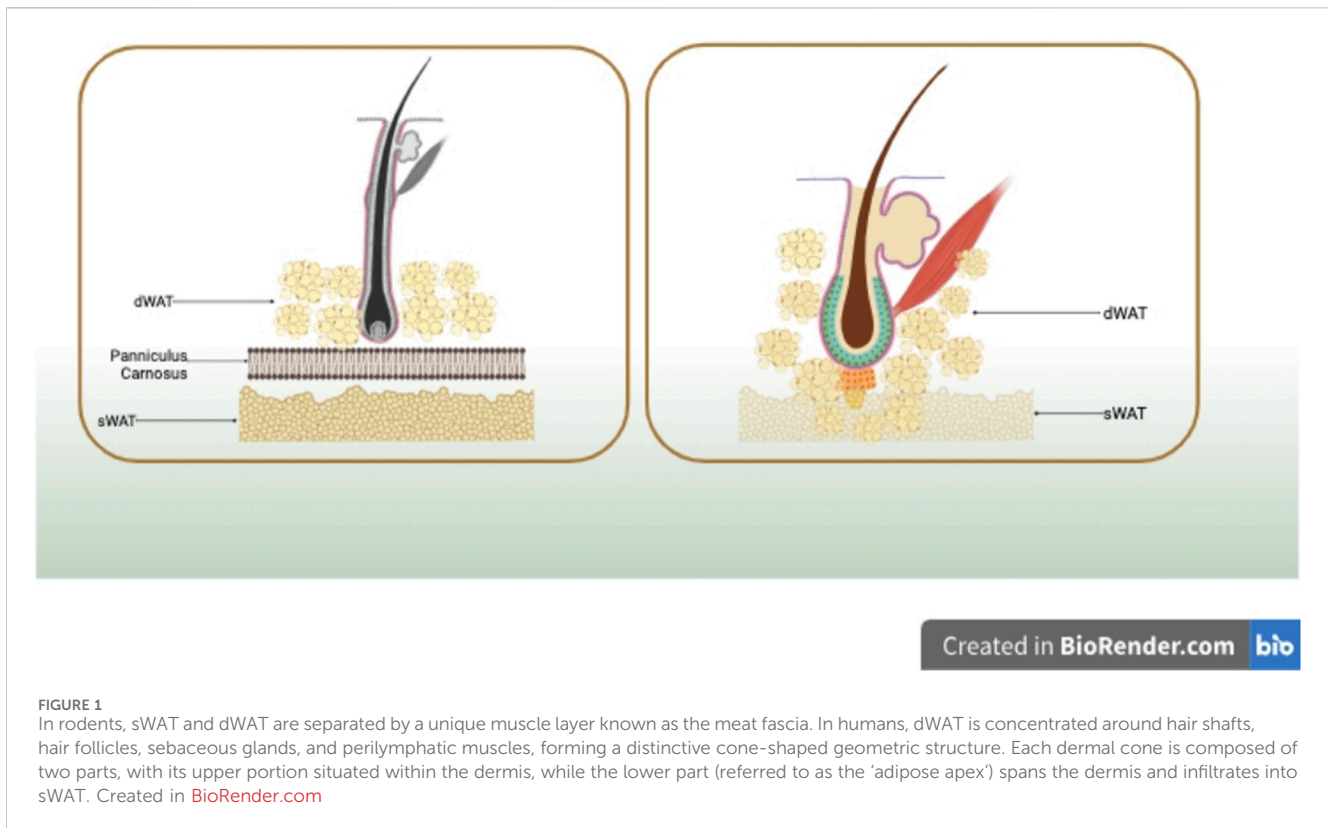 dWAT
Panniculus
Carnosus
sWAT
dWAT
sWAT
Created in BioRender.com bio
FIGURE 1
In rodents, sWAT and dWAT are separated by a unique muscle layer known as the meat fascia. In humans, dWAT is concentrated around hair shafts,
hair follicles, sebaceous glands, and perilymphatic muscles, forming a distinctive cone-shaped geometric structure. Each dermal cone is composed of
two parts, with its upper portion situated within the dermis, while the lower part (referred to as the ‘adipose apex’) spans the dermis and infiltrates into
sWAT. Created in BioRender.com